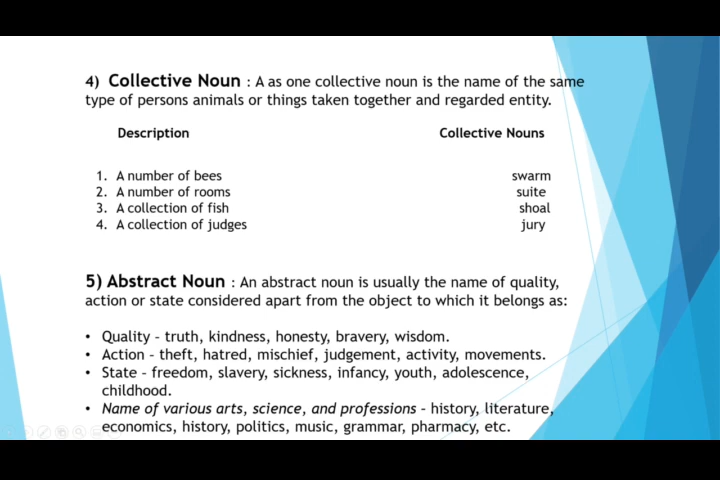 4) Collective Noun : A as one collective noun is the name of the same
type of persons animals or things taken together and regarded entity.
Description Collective Nouns
1. A number of bees swarm
2. A number of rooms suite
3. A collection of fish shoal
4. A collection of judges jury
5) Abstract Noun : An abstract noun is usually the name of quality,
action or state considered apart from the object to which it belongs as:
• Quality – truth, kindness, honesty, bravery, wisdom.
• Action – theft, hatred, mischief, judgement, activity, movements.
• State – freedom, slavery, sickness, infancy, youth, adolescence,
childhood.
• Name of various arts, science, and professions – history, literature,
economics, history, politics, music, grammar, pharmacy, etc.